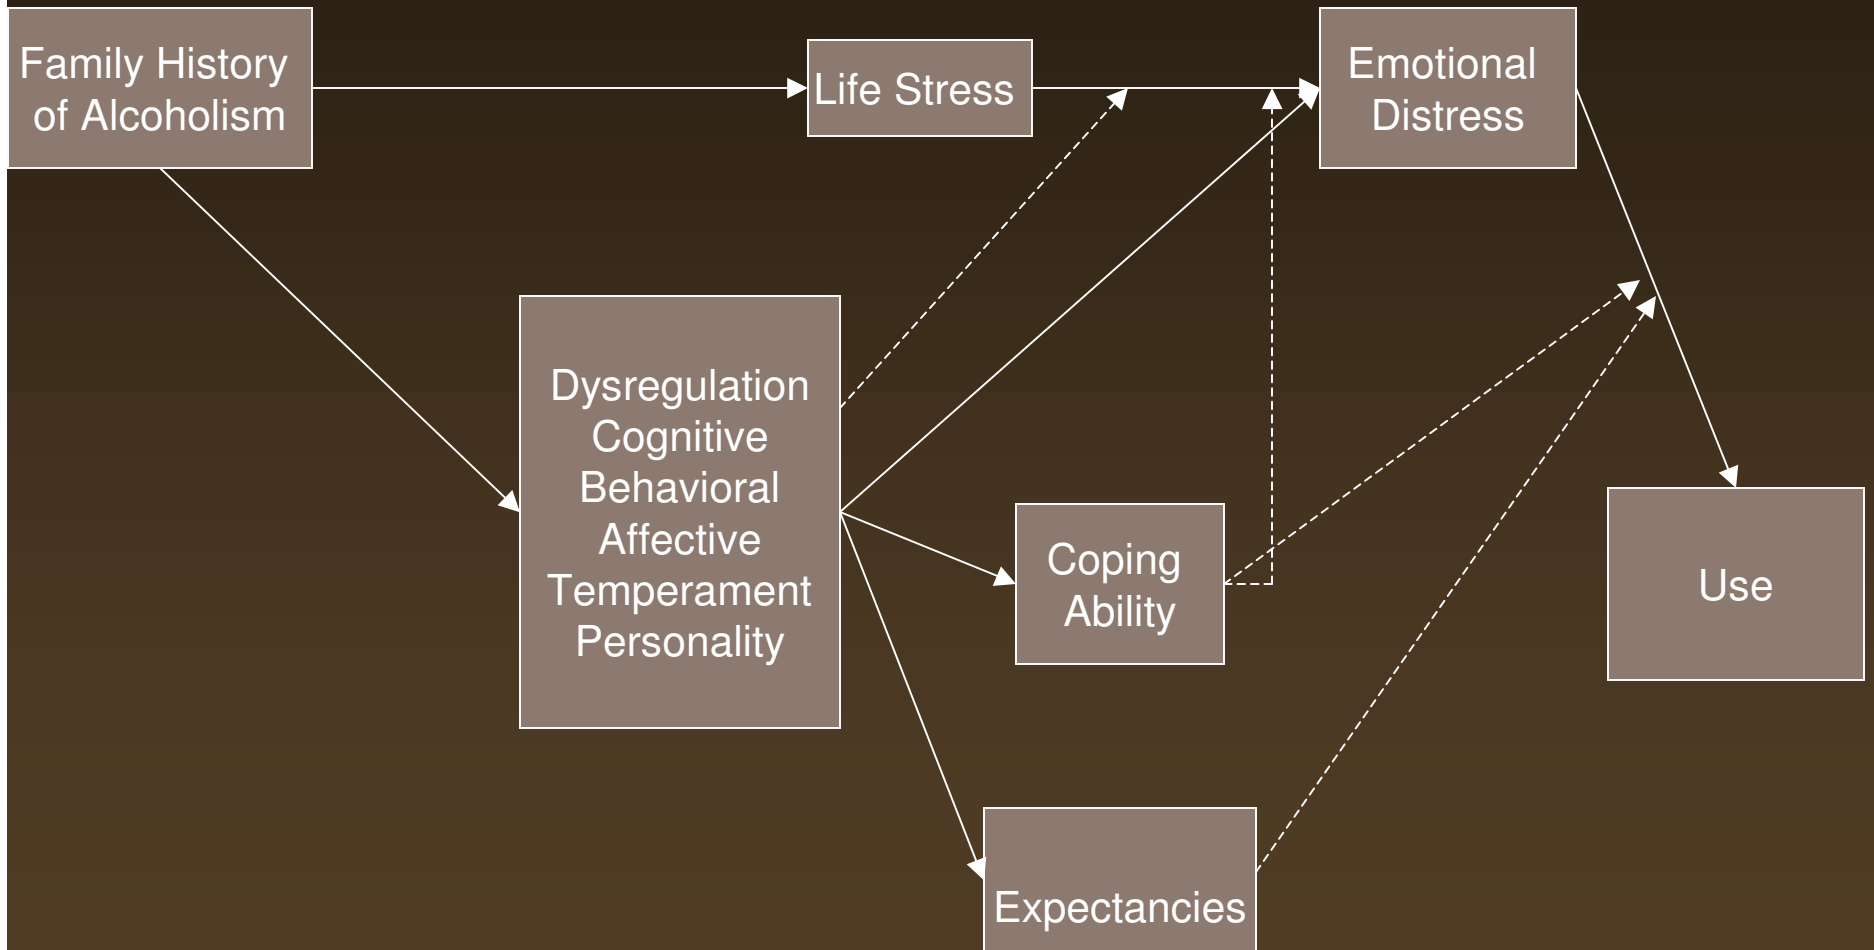 Family History
of Alcoholism
Life Stress
Emotional
Distress
Dysregulation
Cognitive
Behavioral
Affective
Temperament
Personality
Coping
Ability
Use
Expectancies